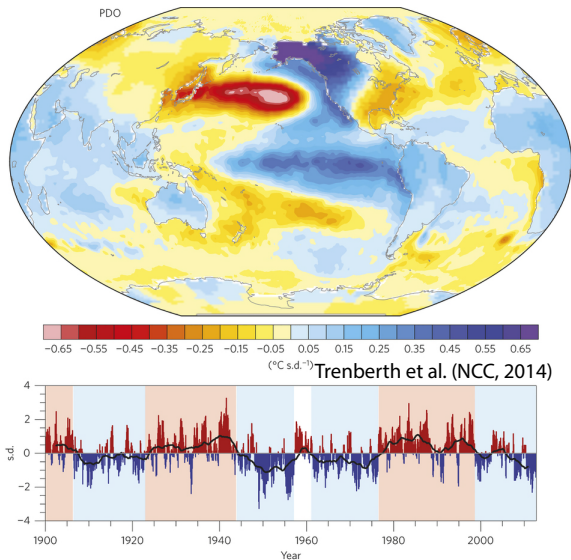 PDO
−0.65 −0.55 −0.45 −0.35 −0.25 −0.15 −0.05 0.05 0.15 0.25 0.35 0.45 0.55 0.65
(°C s.d.⁻¹)
Trenberth et al. (NCC, 2014)
4
2
0
−2
−4
s.d.
1900 1920 1940 1960 1980 2000
Year